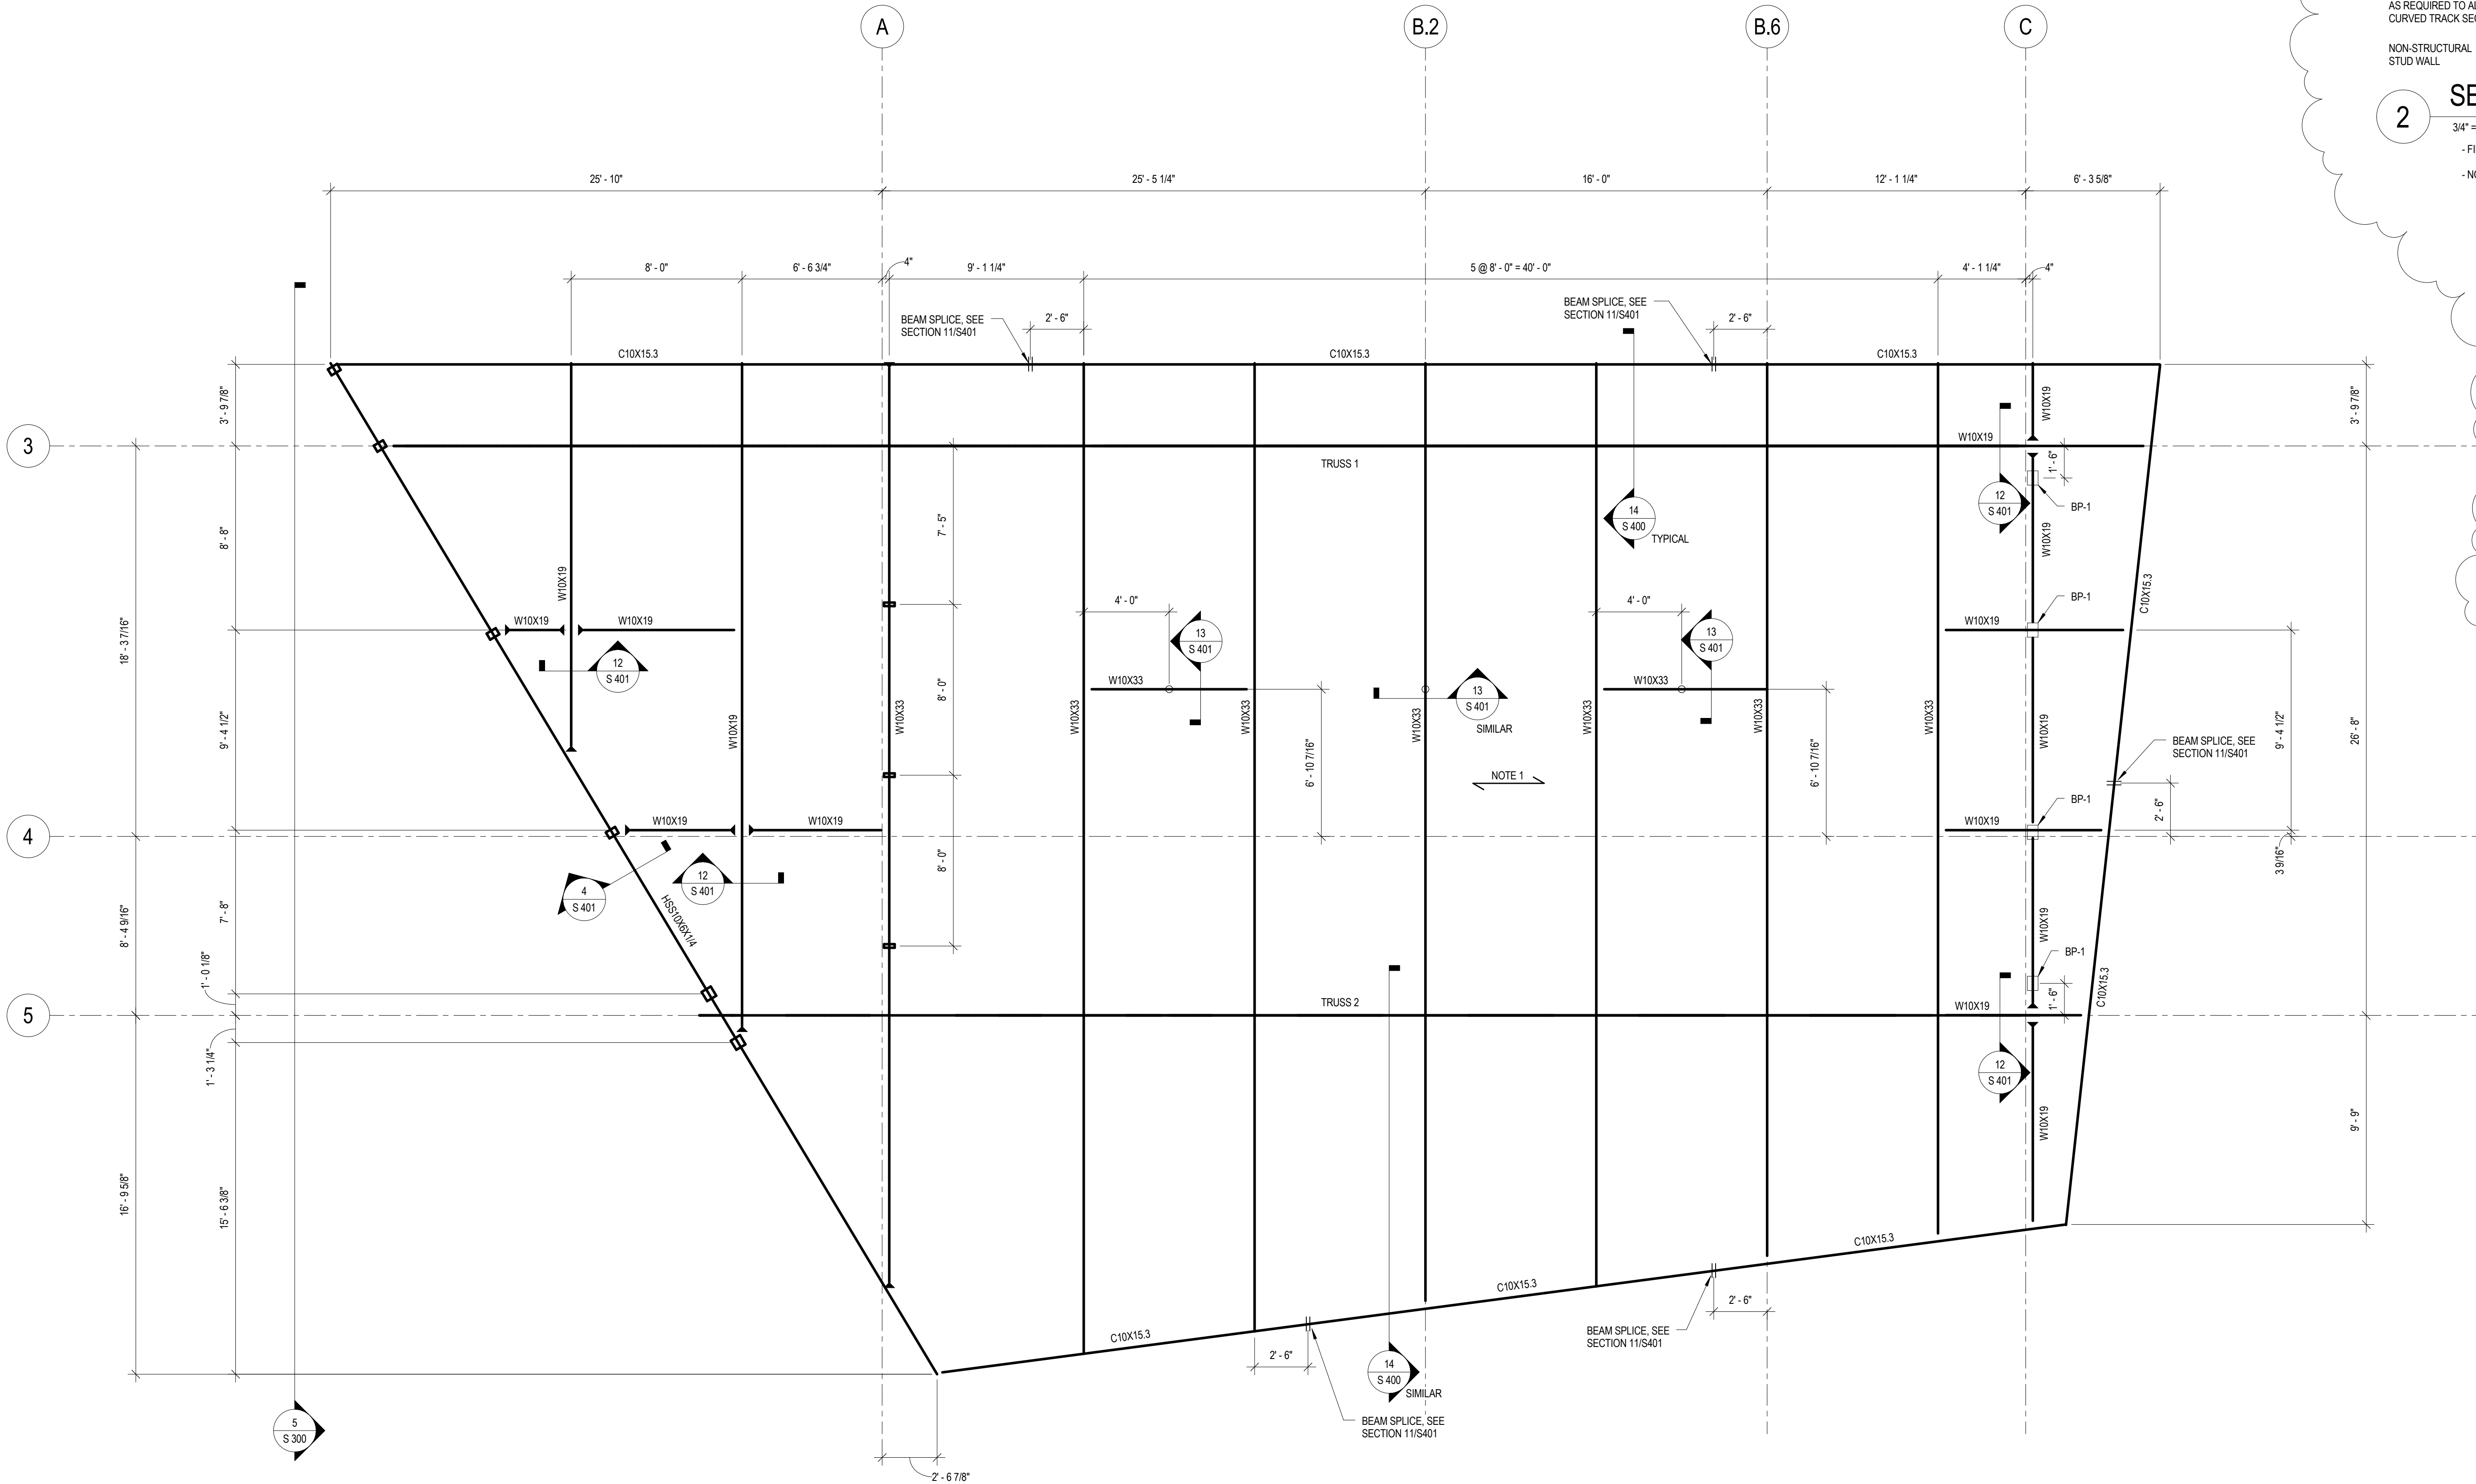 A
B.2
B.6
C
AS REQUIRED TO
CURVED TRACK
NON-STRUCTURAL
STUD WALL
2
3/4" =
25' - 10"
25' - 5 1/4"
16' - 0"
12' - 1 1/4"
6' - 3 5/8"
8' - 0"
6' - 6 3/4"
4"
9' - 1 1/4"
5 @ 8' - 0" = 40' - 0"
4' - 1 1/4"
4"
BEAM SPLICE, SEE
SECTION 11/S401
2' - 6"
BEAM SPLICE, SEE
SECTION 11/S401
2' - 6"
C10X15.3
C10X15.3
C10X15.3
3' - 9 7/8"
W10X19
3' - 9 7/8"
3
W10X19
TRUSS 1
1' - 6"
12
S 401
BP-1
14
S 400
TYPICAL
8' - 8"
7' - 5"
W10X19
W10X19
C10X15.3
4' - 0"
4' - 0"
BP-1
W10X19
W10X19
W10X19
13
S 401
13
S 401
18' - 3 7/16"
12
S 401
W10X33
W10X33
13
S 401
SIMILAR
8' - 0"
9' - 4 1/2"
W10X19
W10X33
W10X33
W10X33
W10X33
W10X33
W10X33
W10X33
W10X19
9' - 4 1/2"
26' - 8"
6' - 10 7/16"
6' - 10 7/16"
NOTE 1
BEAM SPLICE, SEE
SECTION 11/S401
2' - 6"
BP-1
W10X19
W10X19
W10X19
4
3 9/16"
8' - 0"
4
S 401
12
S 401
HSS10X6X1/4
7' - 8"
8' - 4 9/16"
W10X19
BP-1
1' - 0 1/8"
C10X15.3
1' - 6"
5
TRUSS 2
W10X19
1' - 3 1/4"
12
S 401
9' - 9"
W10X19
16' - 9 5/8"
15' - 6 3/8"
C10X15.3
C10X15.3
C10X15.3
2' - 6"
BEAM SPLICE, SEE
SECTION 11/S401
2' - 6"
14
S 400
SIMILAR
BEAM SPLICE, SEE
SECTION 11/S401
5
S 300
2' - 6 7/8"